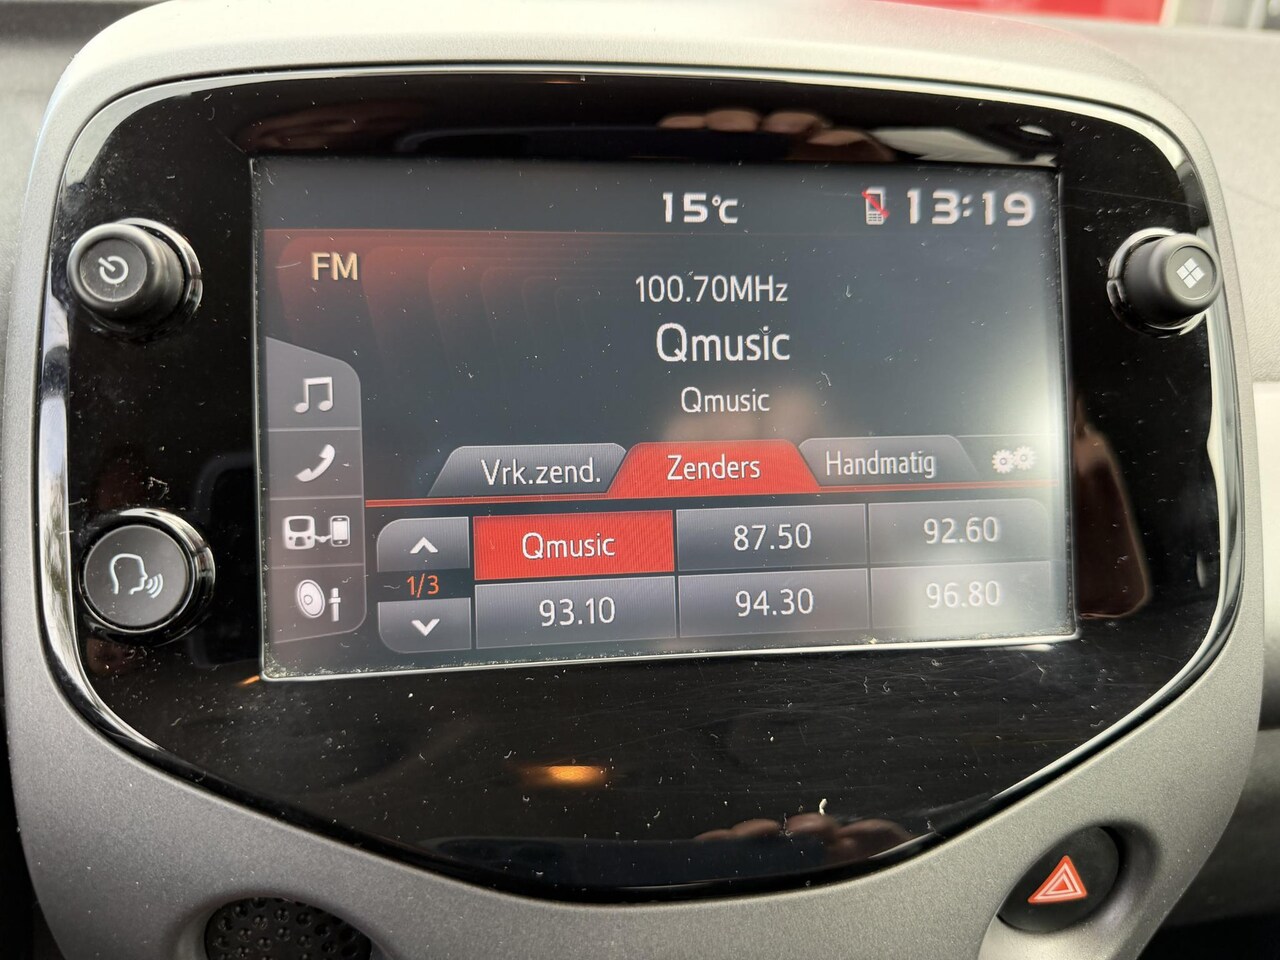 15°C 13:19
FM
100.70MHz
Qmusic
Qmusic
Vrk.zend. Zenders Handmatig
Qmusic 87.50 92.60
1/3
93.10 94.30 96.80